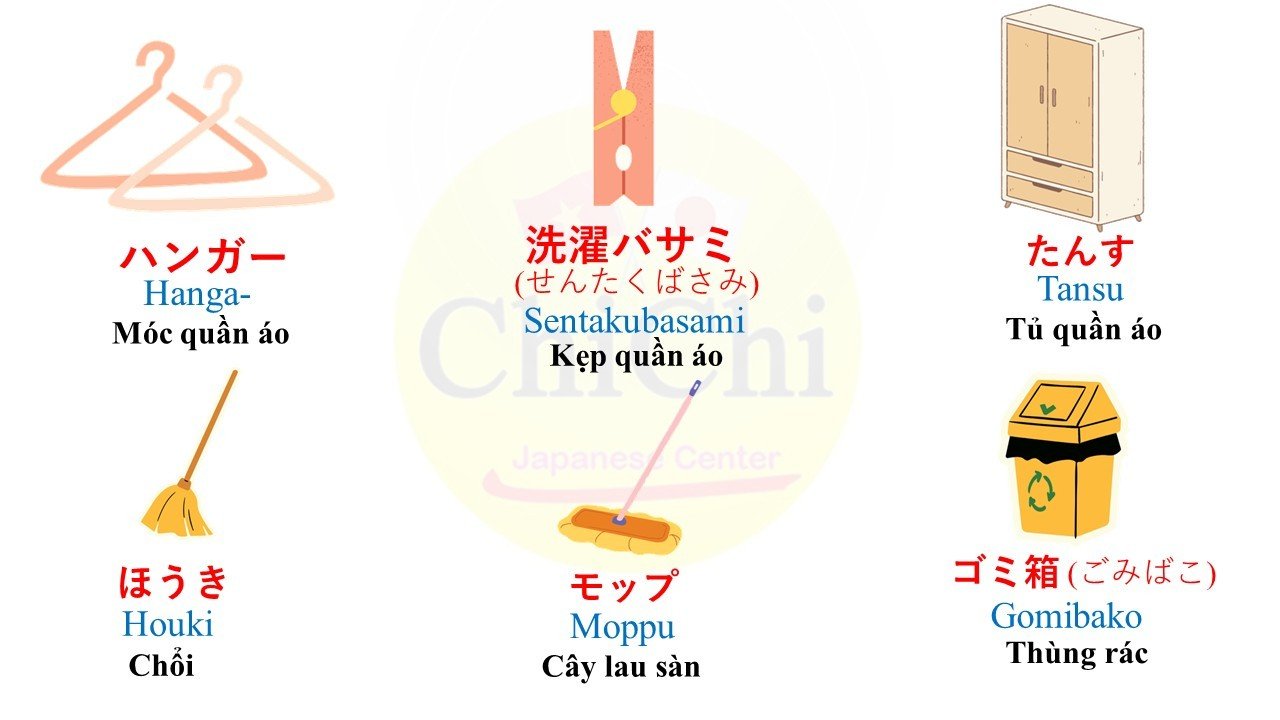 ハンガー
Hanga-
Móc quần áo
洗濯バサミ
(せんたくばさみ)
Sentakubasami
Kẹp quần áo
たんす
Tansu
Tủ quần áo
ChiChi
Japanese Center
ほうき
Houki
Chổi
モップ
Moppu
Cây lau sàn
ゴミ箱 (ごみばこ)
Gomibako
Thùng rác